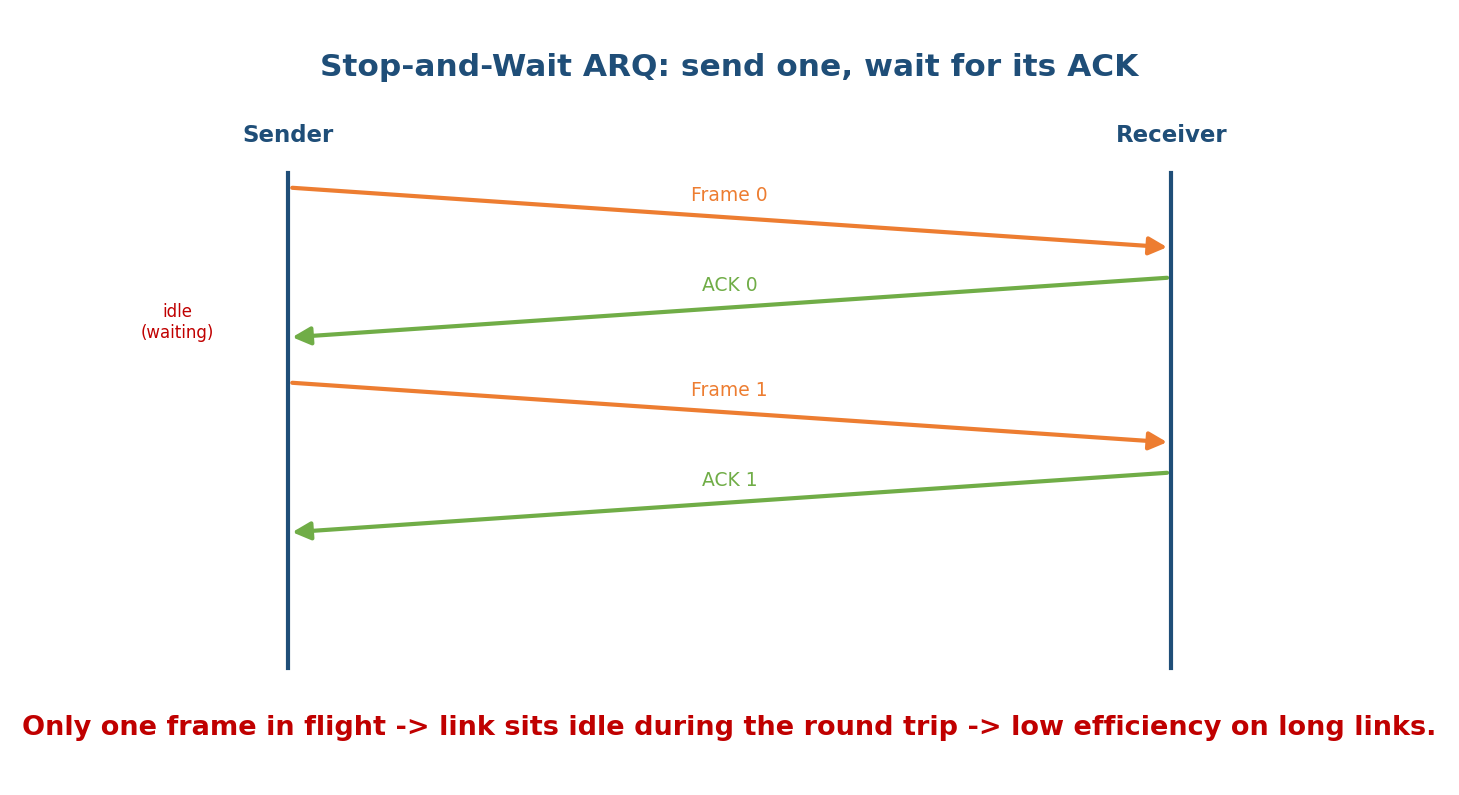 Stop-and-Wait ARQ: send one, wait for its ACK
Sender
Receiver
Frame 0
ACK 0
idle
(waiting)
Frame 1
ACK 1
Only one frame in flight -> link sits idle during the round trip -> low efficiency on long links.